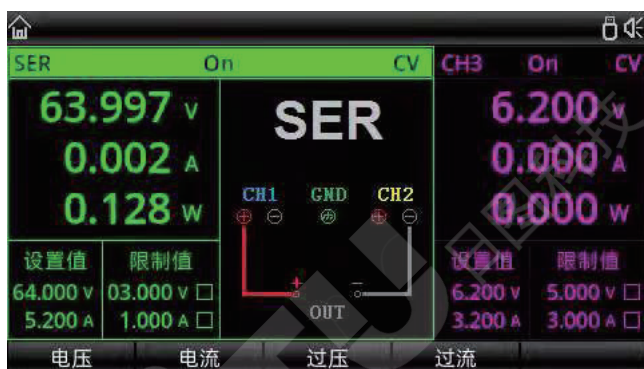 SER On CV CH3 On CV
63.997 V
0.002 A
0.128 W
SER
CH1 GND CH2
+ -
OUT
6.200 V
0.000 A
0.000 W
设置值 限制值
64.000 V 03.000 V
5.200 A 1.000 A
设置值 限制值
6.200 V 5.000 V
3.200 A 3.000 A
电压 电流 过压 过流